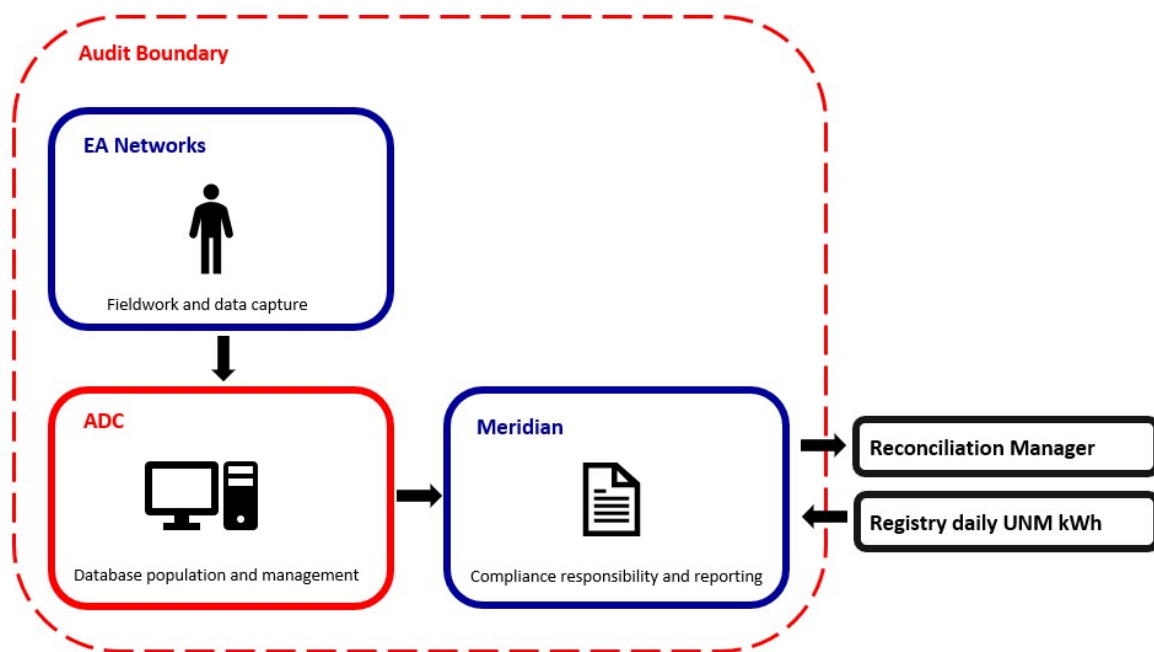 Audit Boundary
EA Networks
Fieldwork and data capture
ADC
Database population and management
Meridian
Compliance responsibility and reporting
Reconciliation Manager
Registry daily UNM kWh